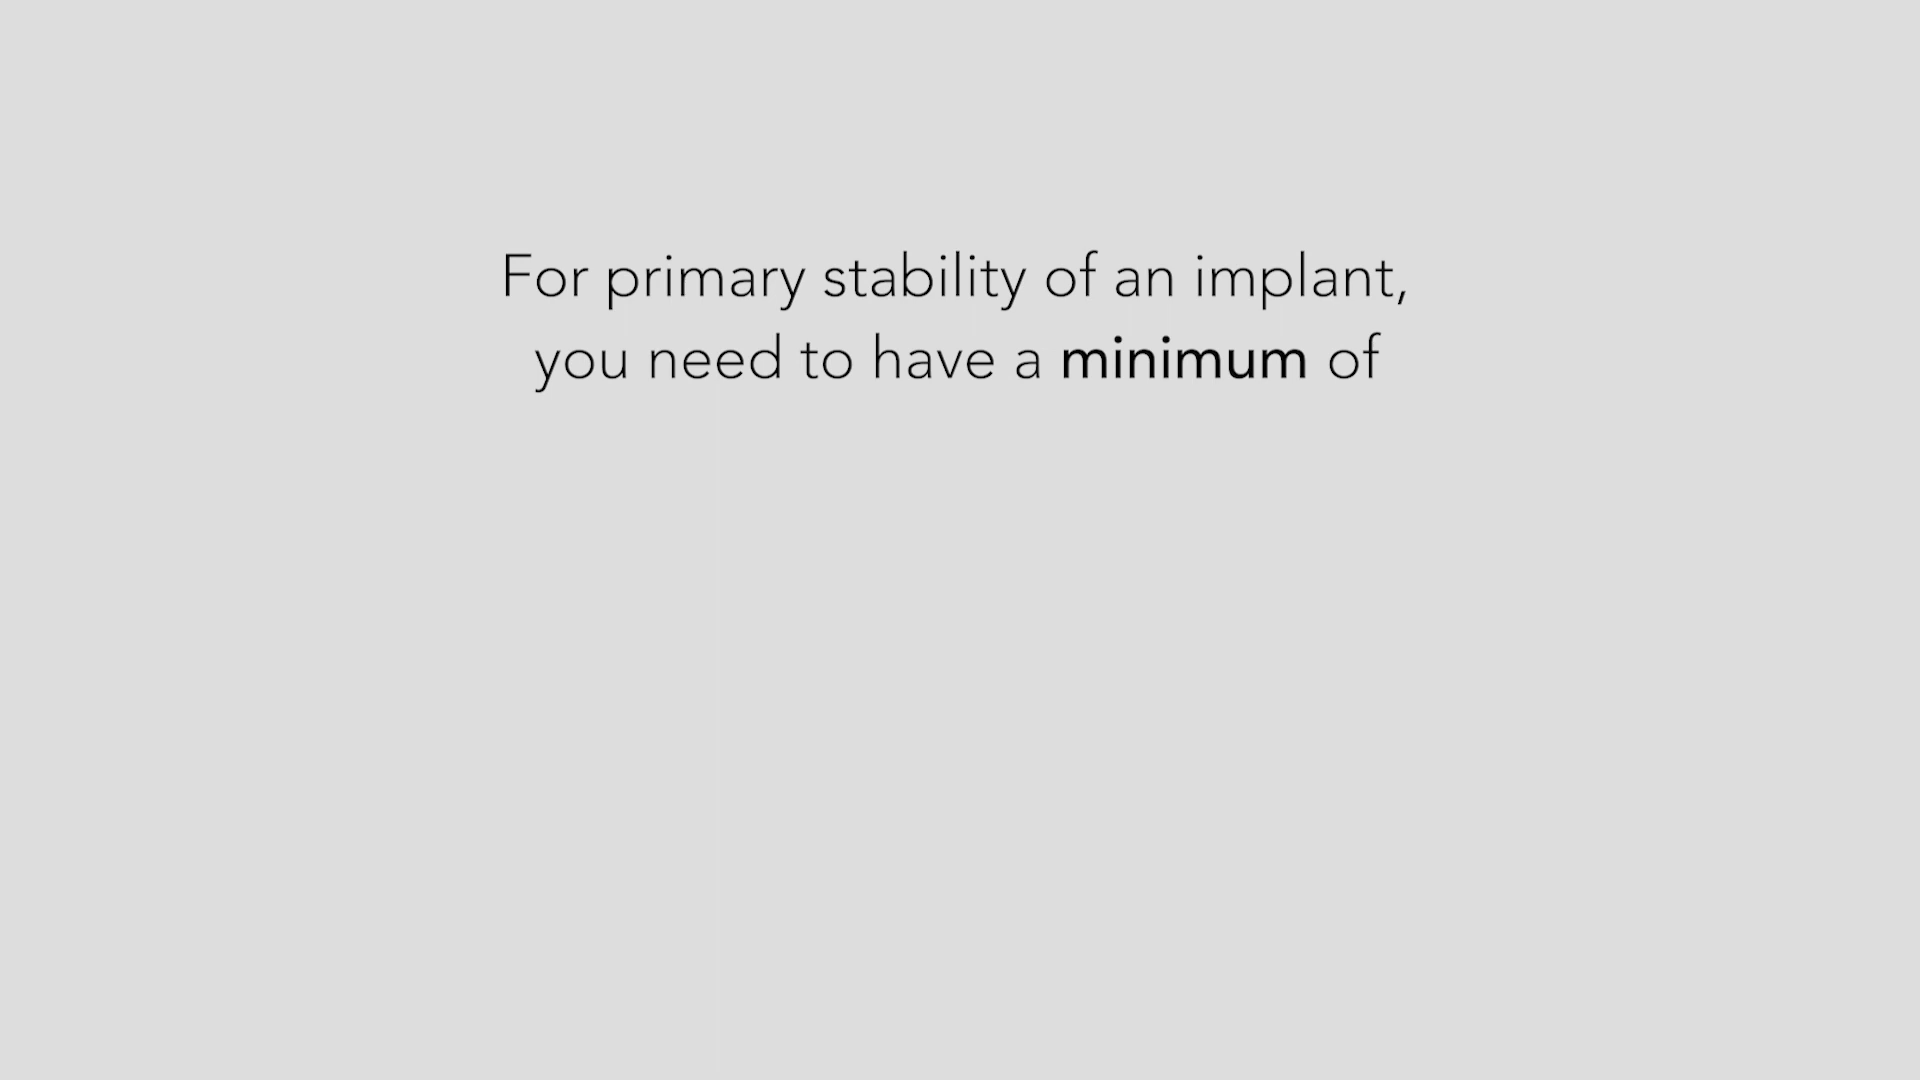 For primary stability of an implant,
you need to have a minimum of